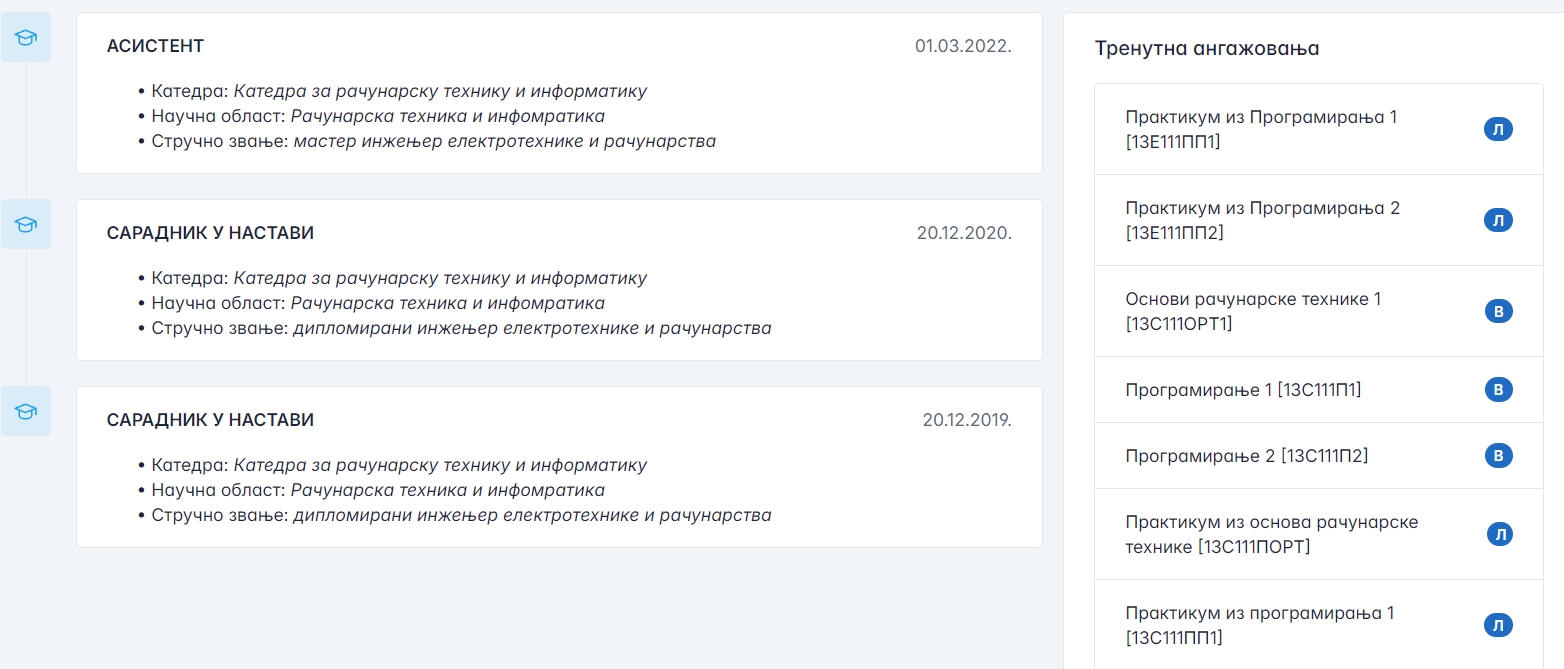 АСИСТЕНТ
01.03.2022.
• Катедра: Катедра за рачунарску технику и информатику
• Научна област: Рачунарска техника и инфомратика
• Стручно звање: мастер инжењер електротехнике и рачунарства
САРАДНИК У НАСТАВИ
20.12.2020.
• Катедра: Катедра за рачунарску технику и информатику
• Научна област: Рачунарска техника и инфомратика
• Стручно звање: дипломирани инжењер електротехнике и рачунарства
САРАДНИК У НАСТАВИ
20.12.2019.
• Катедра: Катедра за рачунарску технику и информатику
• Научна област: Рачунарска техника и инфомратика
• Стручно звање: дипломирани инжењер електротехнике и рачунарства
Тренутна ангажовања
Практикум из Програмирања 1
[13Е111ПП1]
Л
Практикум из Програмирања 2
[13Е111ПП2]
Л
Основи рачунарске технике 1
[13С111ОРТ1]
В
Програмирање 1 [13С111П1]
В
Програмирање 2 [13С111П2]
В
Практикум из основа рачунарске
технике [13С111ПОРТ]
Л
Практикум из програмирања 1
[13С111ПП1]
Л